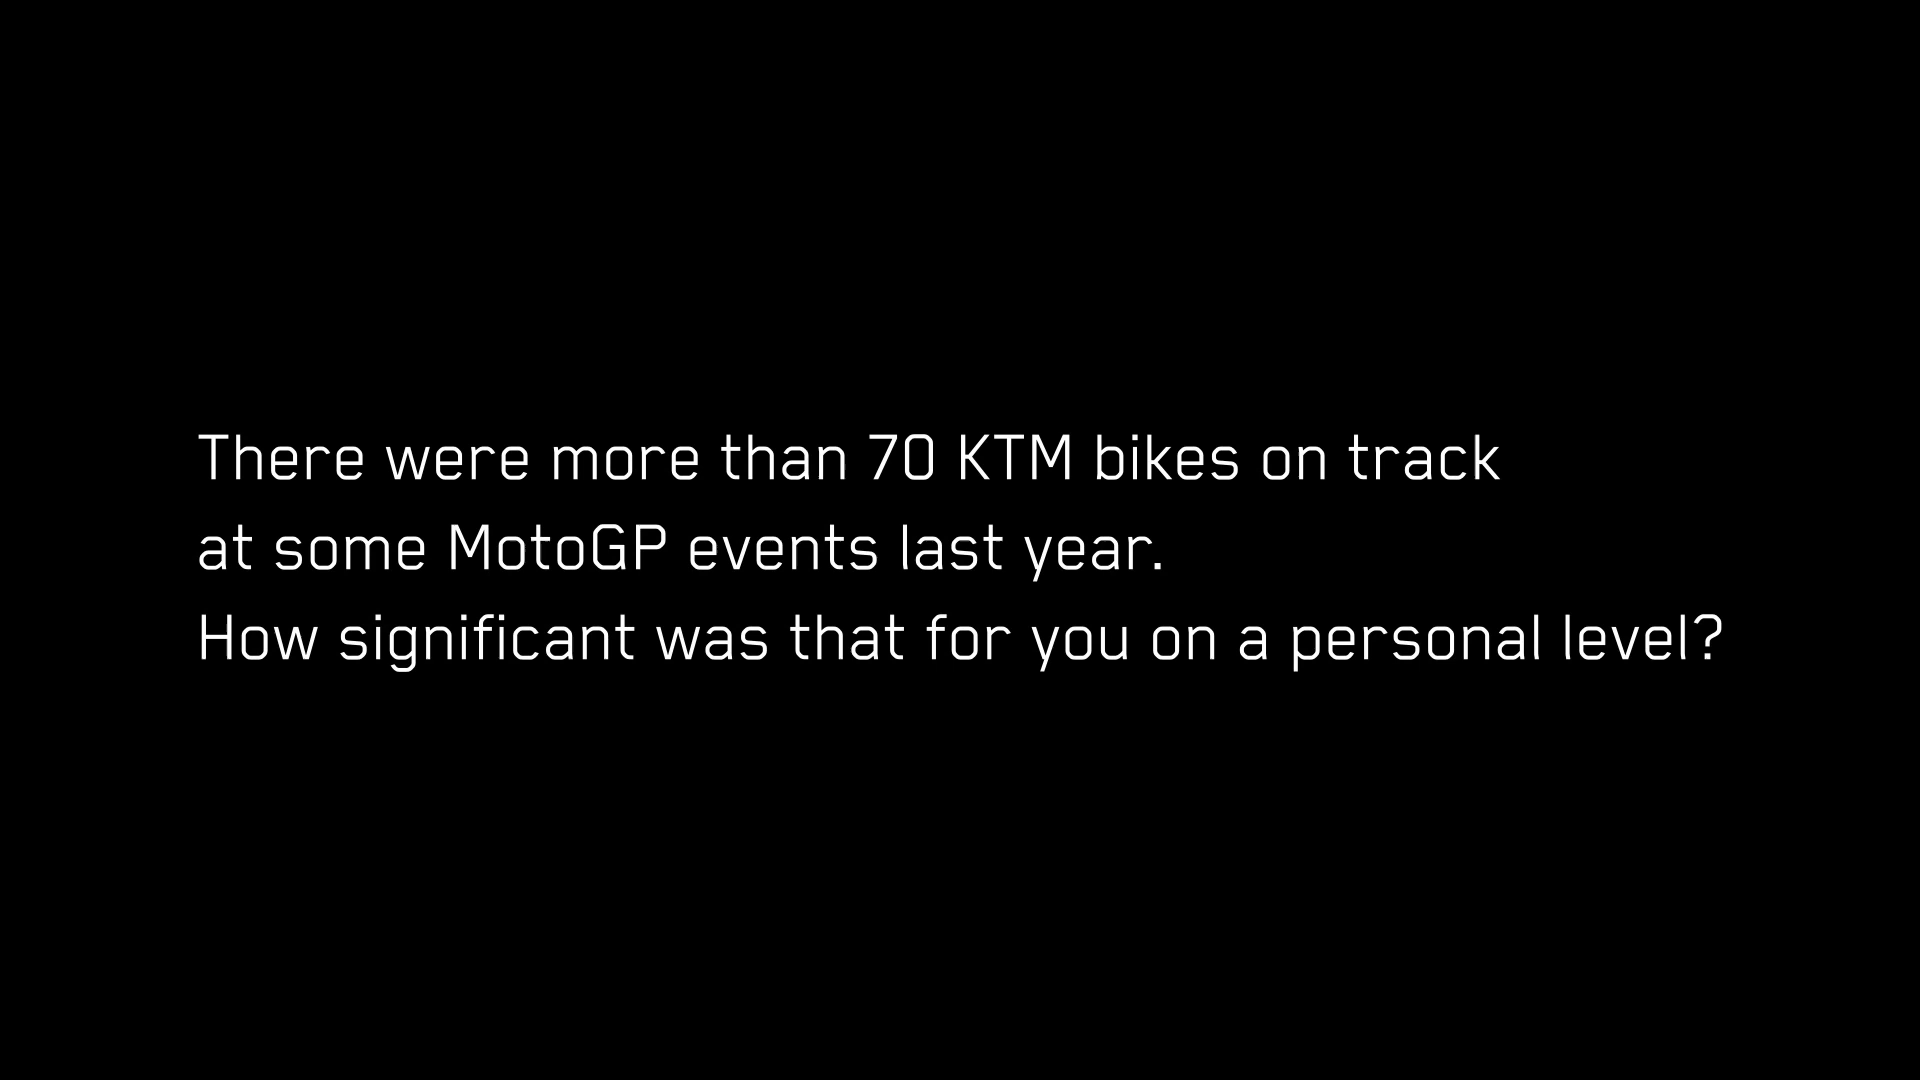 There were more than 70 KTM bikes on track
at some MotoGP events last year.
How significant was that for you on a personal level?